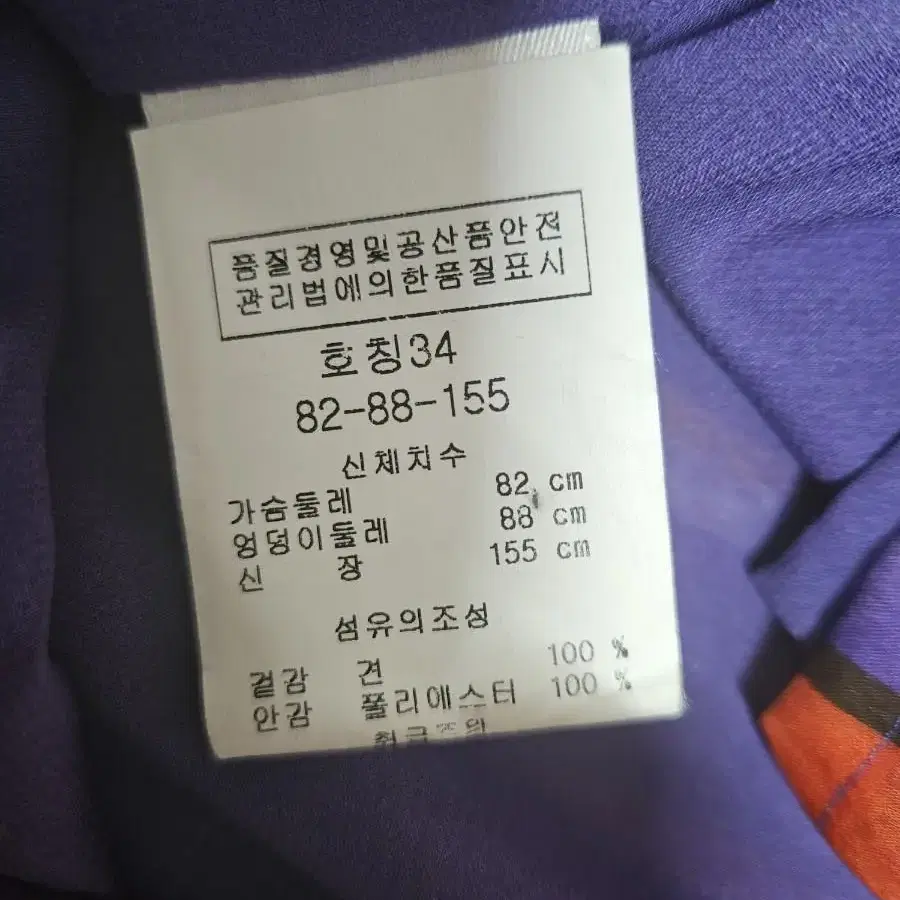 품질경영및공산품안전
관리법에의한품질표시
호칭34
82-88-155
신체치수
가슴둘레 82 cm
엉덩이둘레 88 cm
신 장 155 cm
섬유의조성
겉감 견 100 %
안감 폴리에스터 100 %